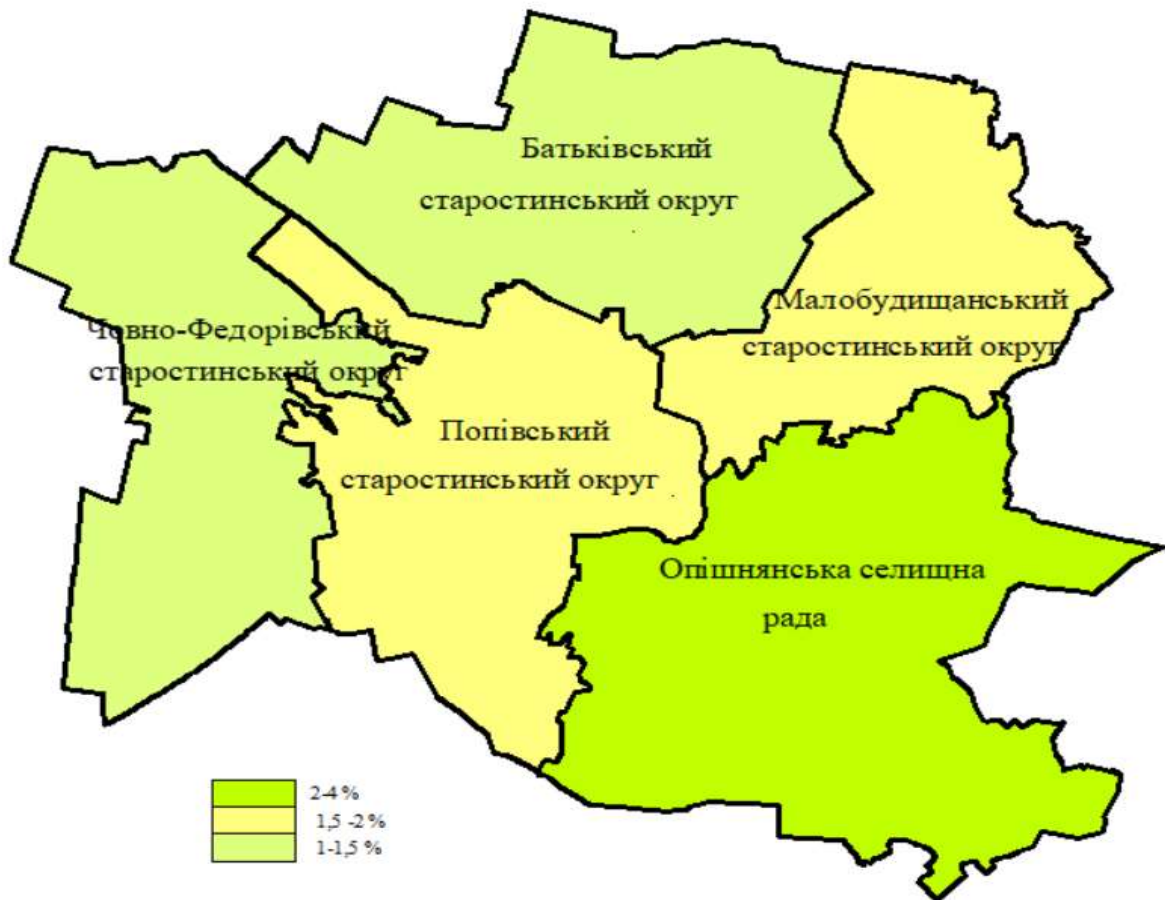 Батьківський
старостинський округ
Малобудищанський
старостинський округ
Човно-Федорівський
старостинський округ
Попівський
старостинський округ
Опішнянська селищна
рада
2-4 %
1,5 -2 %
1-1,5 %